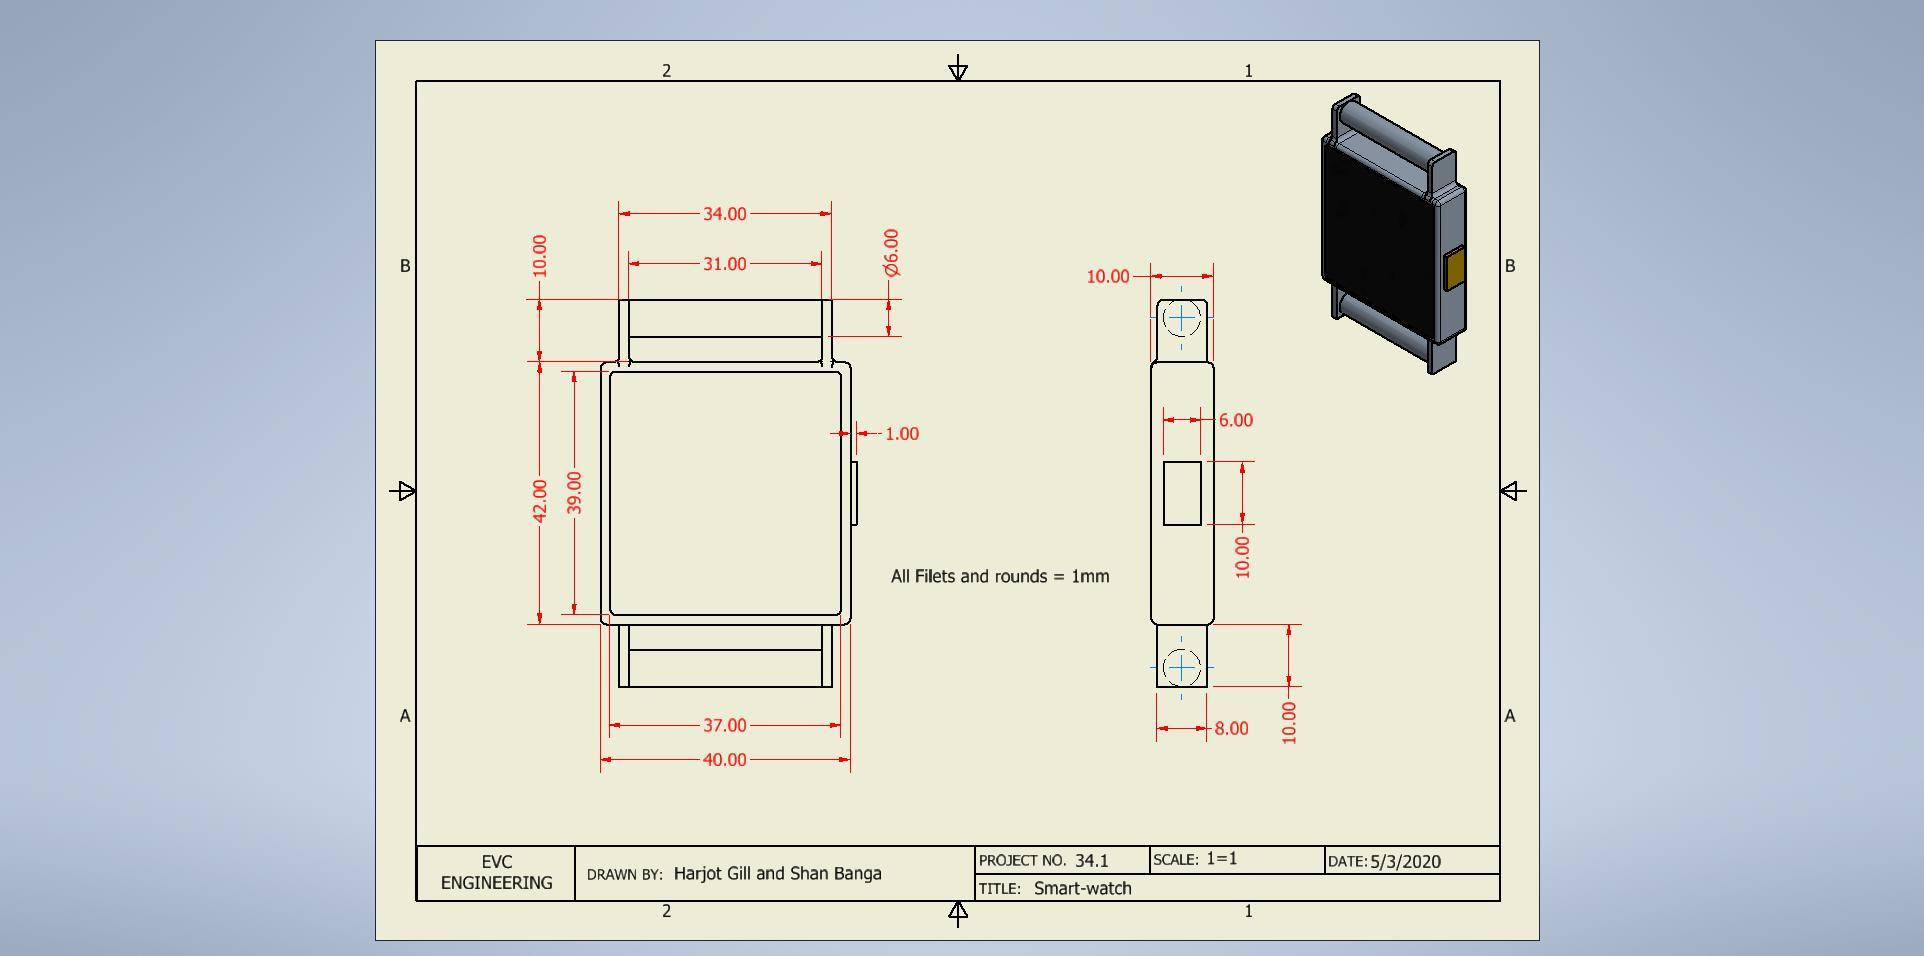 2
1
34.00
10.00
31.00
Ø6.00
B
B
10.00
1.00
6.00
42.00
39.00
10.00
All Filets and rounds = 1mm
A
A
37.00
8.00
10.00
40.00
EVC
ENGINEERING
DRAWN BY: Harjot Gill and Shan Banga
PROJECT NO. 34.1
SCALE: 1=1
DATE: 5/3/2020
TITLE: Smart-watch
2
1